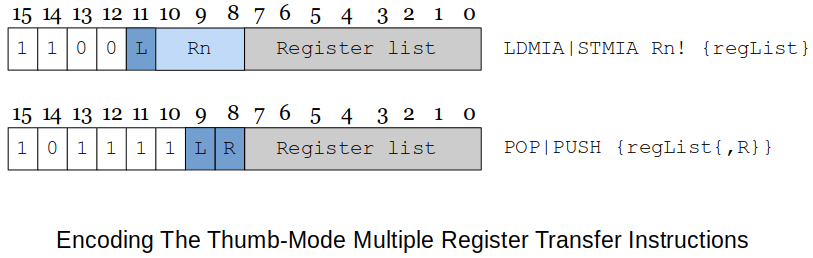 15 14 13 12 11 10 9 8 7 6 5 4 3 2 1 0
1 1 0 0 L Rn Register list LDMIA|STMIA Rn! {regList}
15 14 13 12 11 10 9 8 7 6 5 4 3 2 1 0
1 0 1 1 1 1 L R Register list POP|PUSH {regList{,R}}
Encoding The Thumb-Mode Multiple Register Transfer Instructions